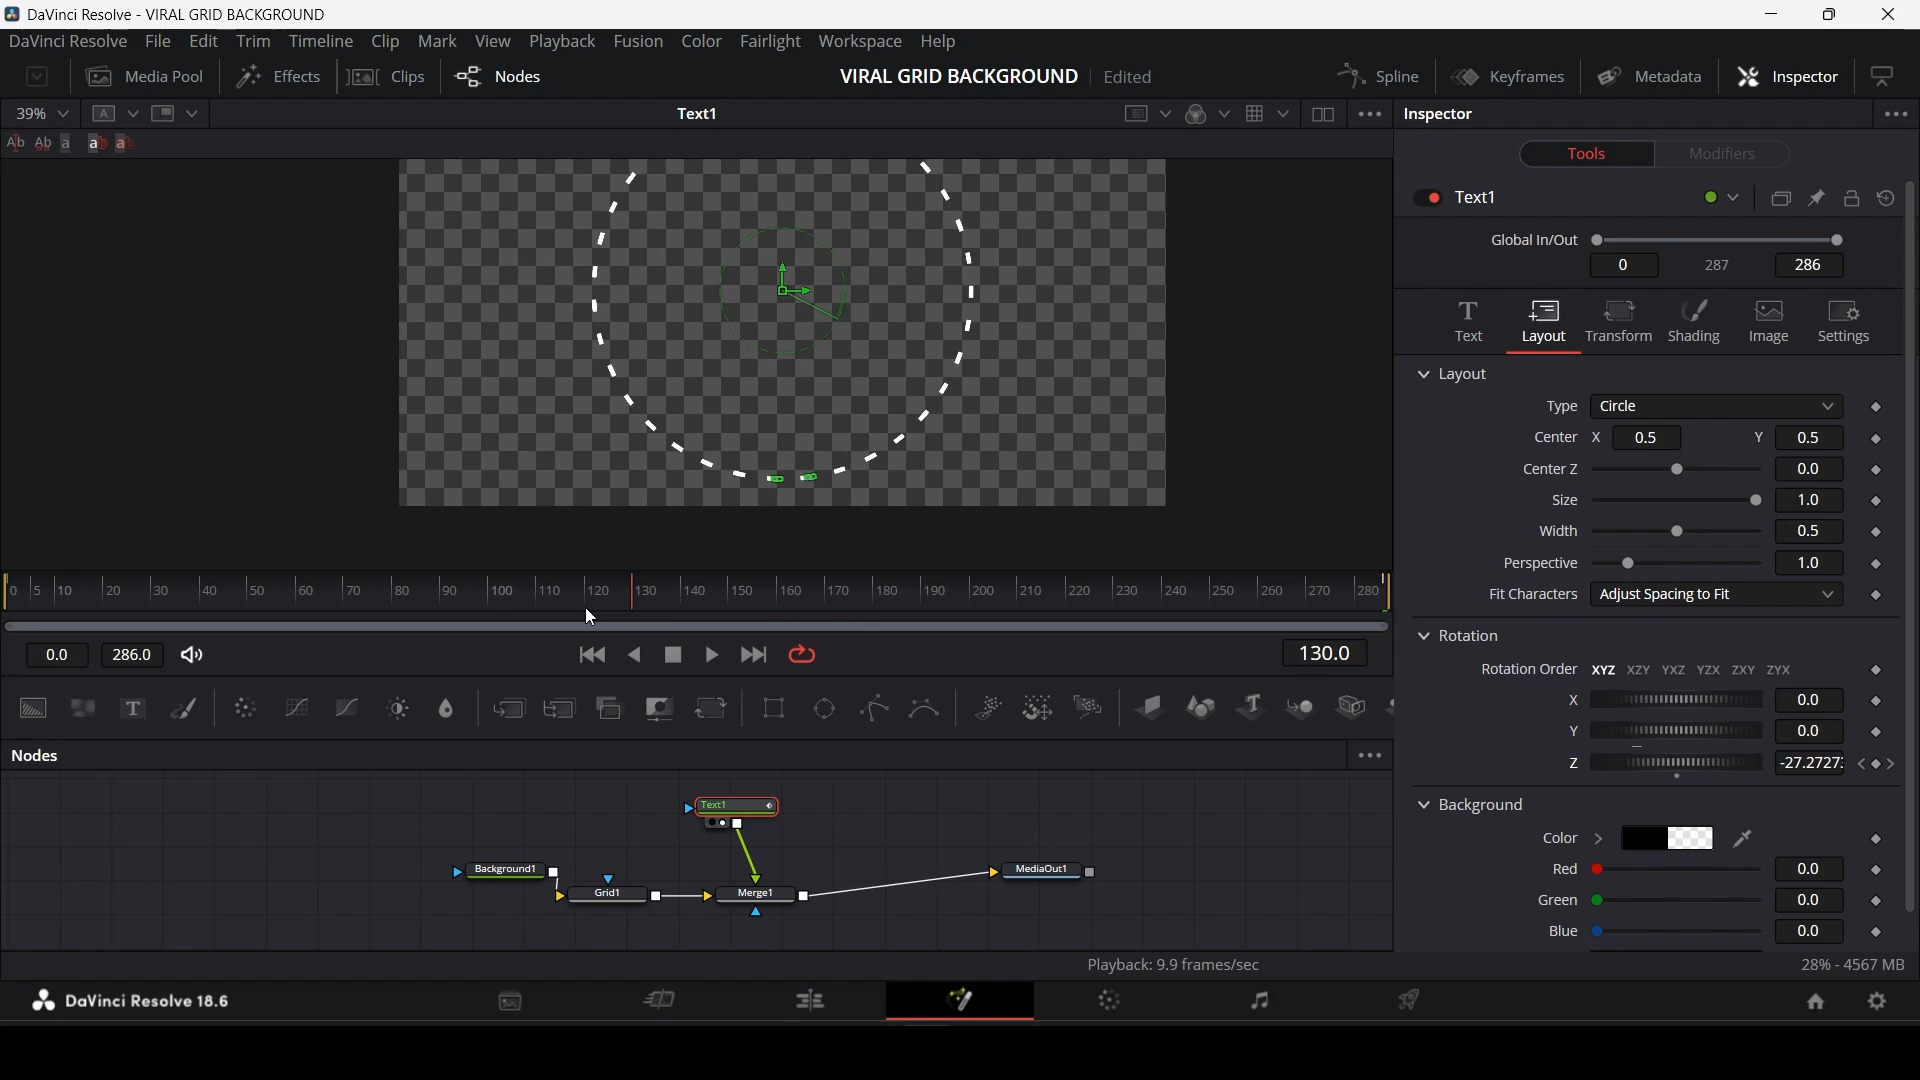 DaVinci Resolve - VIRAL GRID BACKGROUND
DaVinci Resolve File Edit Trim Timeline Clip Mark View Playback Fusion Color Fairlight Workspace Help
Media Pool Effects Clips Nodes VIRAL GRID BACKGROUND Edited Spline Keyframes Metadata Inspector
39% A Text1 Inspector
Ab Ab a ab ab
Tools Modifiers
Text1
Global In/Out
0 287 286
Text Layout Transform Shading Image Settings
Layout
Type Circle
Center X 0.5 Y 0.5
Center Z 0.0
Size 1.0
Width 0.5
Perspective 1.0
Fit Characters Adjust Spacing to Fit
0 5 10 20 30 40 50 60 70 80 90 100 110 120 130 140 150 160 170 180 190 200 210 220 230 240 250 260 270 280
0.0 286.0 130.0
Rotation
Rotation Order XYZ XZY YXZ YZX ZXY ZYX
X 0.0
Y 0.0
Z -27.27273
Nodes
Text1
Background1
Grid1
Merge1
MediaOut1
Background
Color
Red 0.0
Green 0.0
Blue 0.0
Playback: 9.9 frames/sec
28% - 4567 MB
DaVinci Resolve 18.6